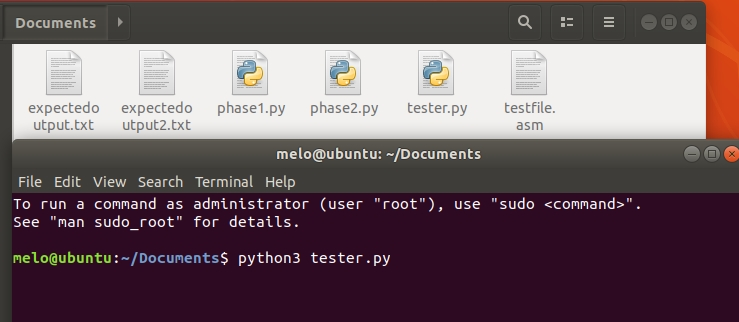 Documents
expectedo
utput.txt
expectedo
utput2.txt
phase1.py
phase2.py
tester.py
testfile.
asm
melo@ubuntu: ~/Documents
File Edit View Search Terminal Help
To run a command as administrator (user "root"), use "sudo <command>".
See "man sudo_root" for details.
melo@ubuntu:~/Documents$ python3 tester.py